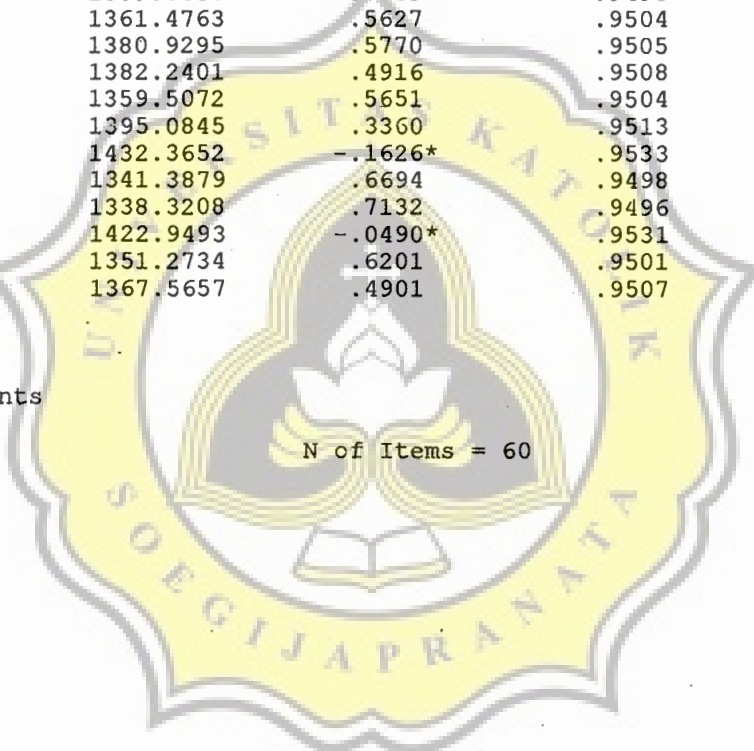 1361.4763 .5627 .9504
1380.9295 .5770 .9505
1382.2401 .4916 .9508
1359.5072 .5651 .9504
1395.0845 .3360 .9513
1432.3652 -.1626* .9533
1341.3879 .6694 .9498
1338.3208 .7132 .9496
1422.9493 -.0490* .9531
1351.2734 .6201 .9501
1367.5657 .4901 .9507
nts
N of Items = 60
UNIVERSITAS KATOLIK
SOEGIJAPRANATA